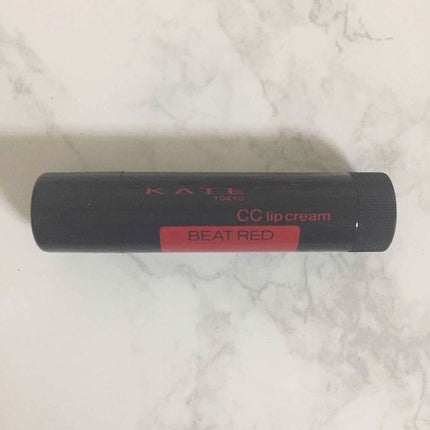 KATE
TOKYO
CC lip cream
BEAT RED